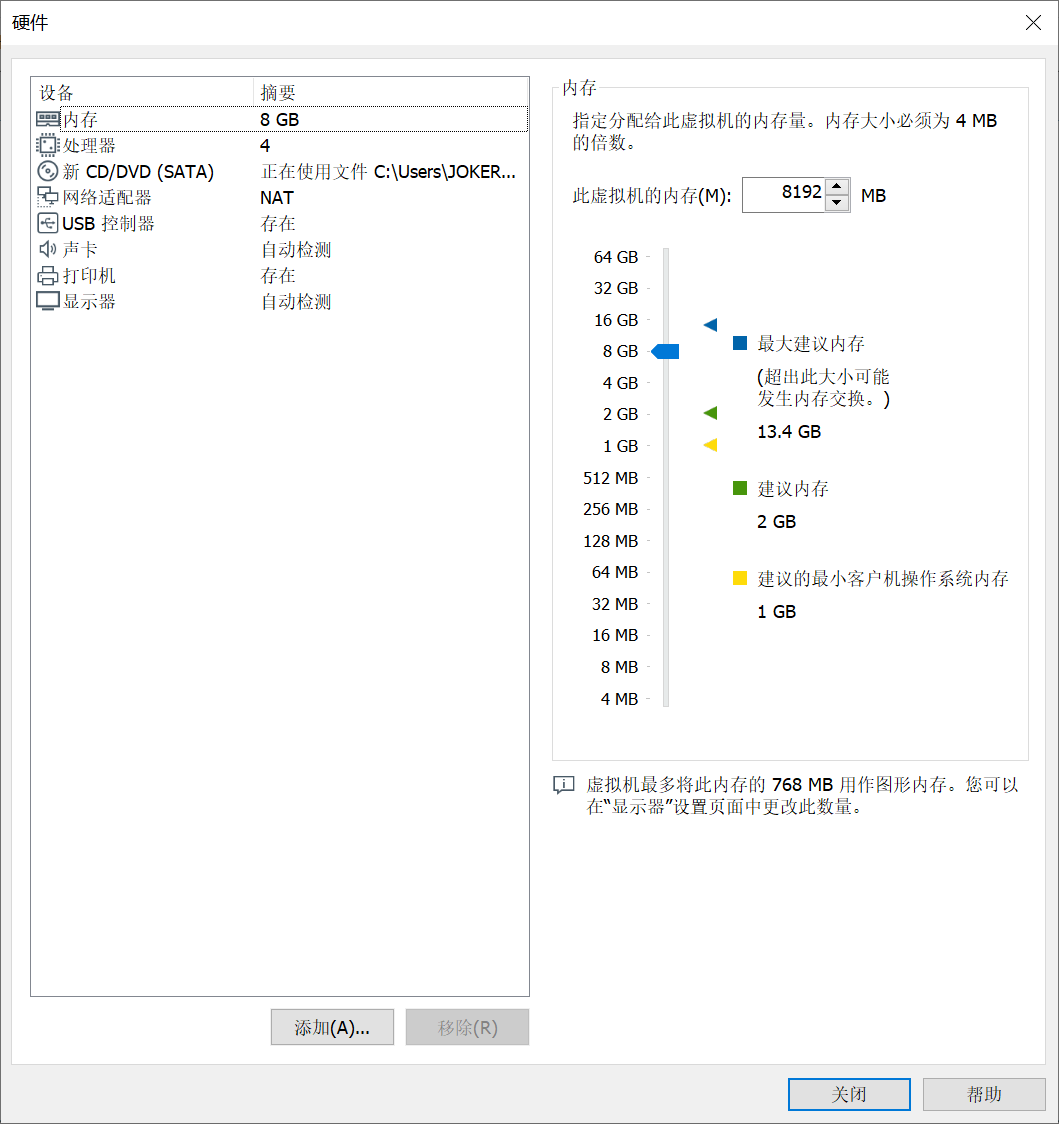 硬件
设备 摘要
内存 8 GB
处理器 4
新 CD/DVD (SATA) 正在使用文件 C:\Users\JOKER...
网络适配器 NAT
USB 控制器 存在
声卡 自动检测
打印机 存在
显示器 自动检测
添加(A)...
移除(R)
内存
指定分配给此虚拟机的内存量。内存大小必须为 4 MB
的倍数。
此虚拟机的内存(M): 8192 MB
64 GB
32 GB
16 GB
8 GB
4 GB
2 GB
1 GB
512 MB
256 MB
128 MB
64 MB
32 MB
16 MB
8 MB
4 MB
最大建议内存
(超出此大小可能
发生内存交换。)
13.4 GB
建议内存
2 GB
建议的最小客户机操作系统内存
1 GB
虚拟机最多将此内存的 768 MB 用作图形内存。您可以
在“显示器”设置页面中更改此数量。
关闭
帮助